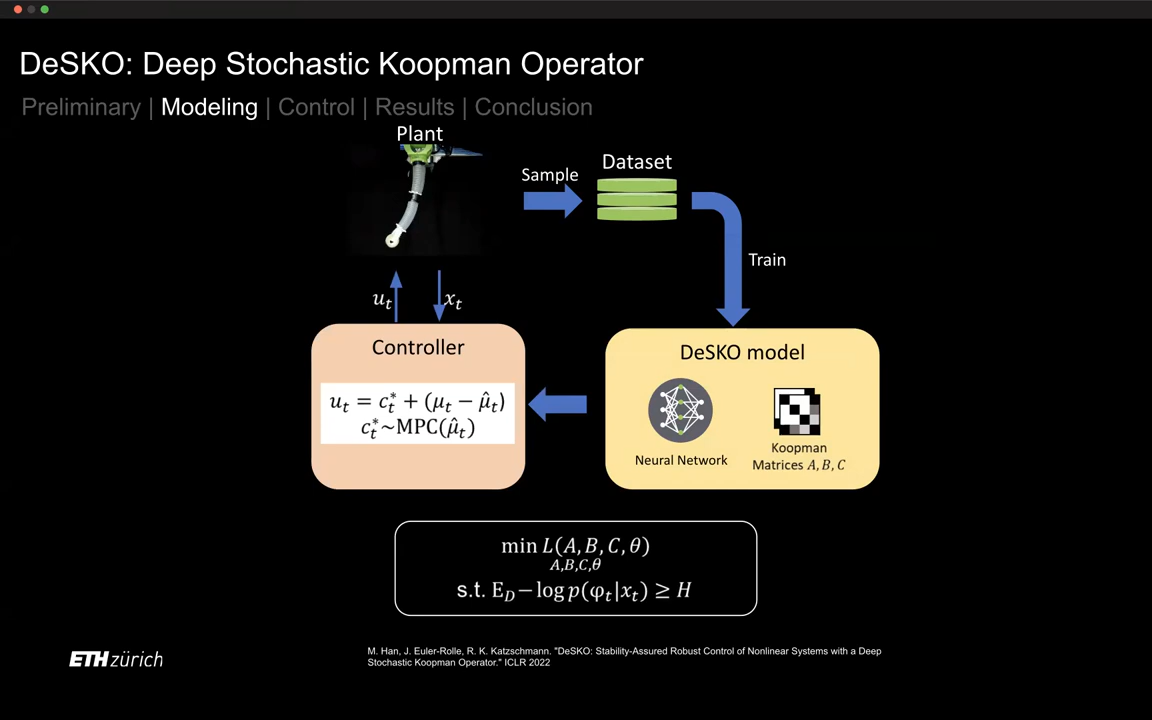 DeSKO: Deep Stochastic Koopman Operator
Preliminary | Modeling | Control | Results | Conclusion
Plant
Sample
Dataset
Train
u_t
x_t
Controller
u_t = c_t^* + (μ_t − μ̂_t)
c_t^*~MPC(μ̂_t)
DeSKO model
Neural Network
Koopman
Matrices A, B, C
min L(A, B, C, θ)
A,B,C,θ
s.t. E_D − log p(φ_t|x_t) ≥ H
ETH zürich
M. Han, J. Euler-Rolle, R. K. Katzschmann. "DeSKO: Stability-Assured Robust Control of Nonlinear Systems with a Deep
Stochastic Koopman Operator." ICLR 2022